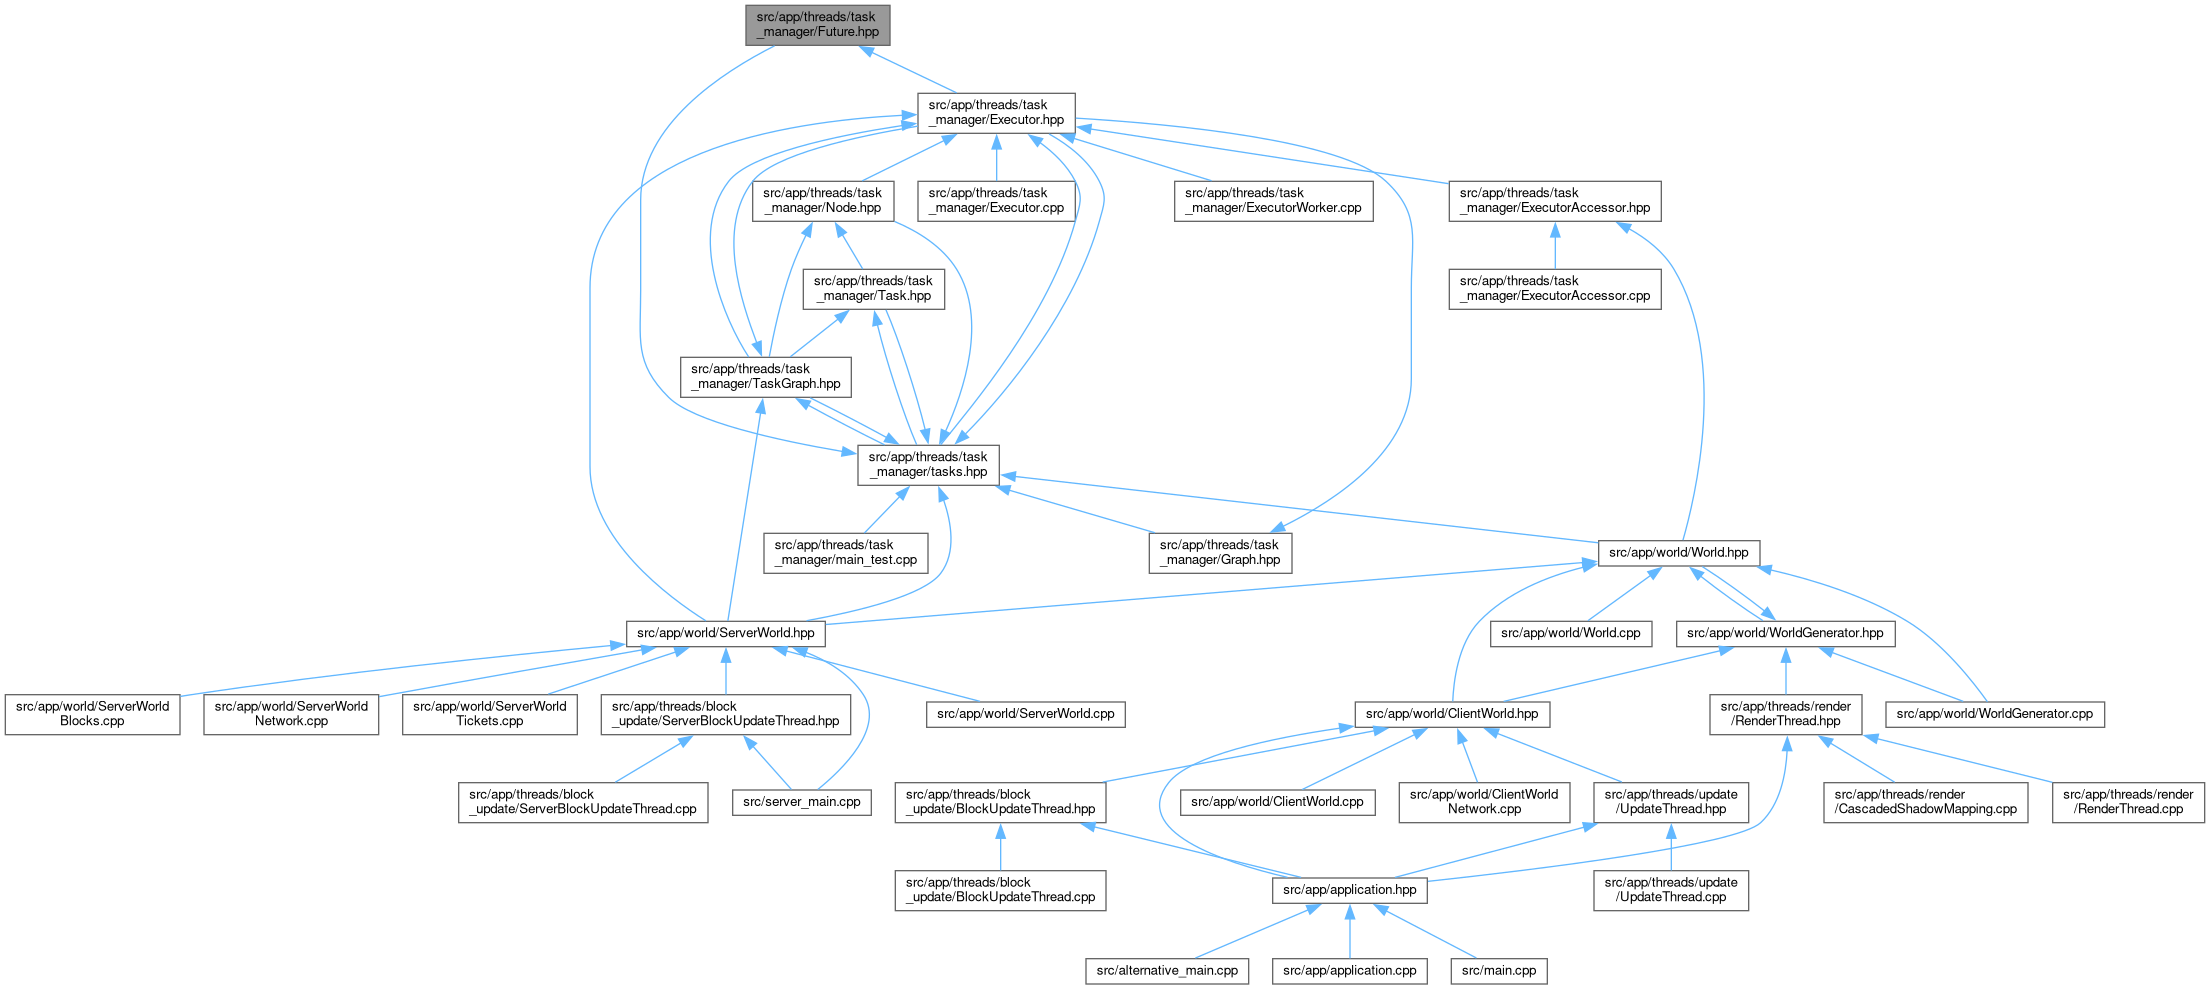 src/app/threads/task
_manager/Future.hpp
src/app/threads/task
_manager/Executor.hpp
src/app/threads/task
_manager/Node.hpp
src/app/threads/task
_manager/Executor.cpp
src/app/threads/task
_manager/ExecutorWorker.cpp
src/app/threads/task
_manager/ExecutorAccessor.hpp
src/app/threads/task
_manager/Task.hpp
src/app/threads/task
_manager/ExecutorAccessor.cpp
src/app/threads/task
_manager/TaskGraph.hpp
src/app/threads/task
_manager/tasks.hpp
src/app/threads/task
_manager/main_test.cpp
src/app/threads/task
_manager/Graph.hpp
src/app/world/World.hpp
src/app/world/ServerWorld.hpp
src/app/world/World.cpp
src/app/world/WorldGenerator.hpp
src/app/world/ServerWorld
Blocks.cpp
src/app/world/ServerWorld
Network.cpp
src/app/world/ServerWorld
Tickets.cpp
src/app/threads/block
_update/ServerBlockUpdateThread.hpp
src/app/world/ServerWorld.cpp
src/app/world/ClientWorld.hpp
src/app/threads/render
/RenderThread.hpp
src/app/world/WorldGenerator.cpp
src/app/threads/block
_update/ServerBlockUpdateThread.cpp
src/server_main.cpp
src/app/threads/block
_update/BlockUpdateThread.hpp
src/app/world/ClientWorld.cpp
src/app/world/ClientWorld
Network.cpp
src/app/threads/update
/UpdateThread.hpp
src/app/threads/render
/CascadedShadowMapping.cpp
src/app/threads/render
/RenderThread.cpp
src/app/threads/block
_update/BlockUpdateThread.cpp
src/app/application.hpp
src/app/threads/update
/UpdateThread.cpp
src/alternative_main.cpp
src/app/application.cpp
src/main.cpp